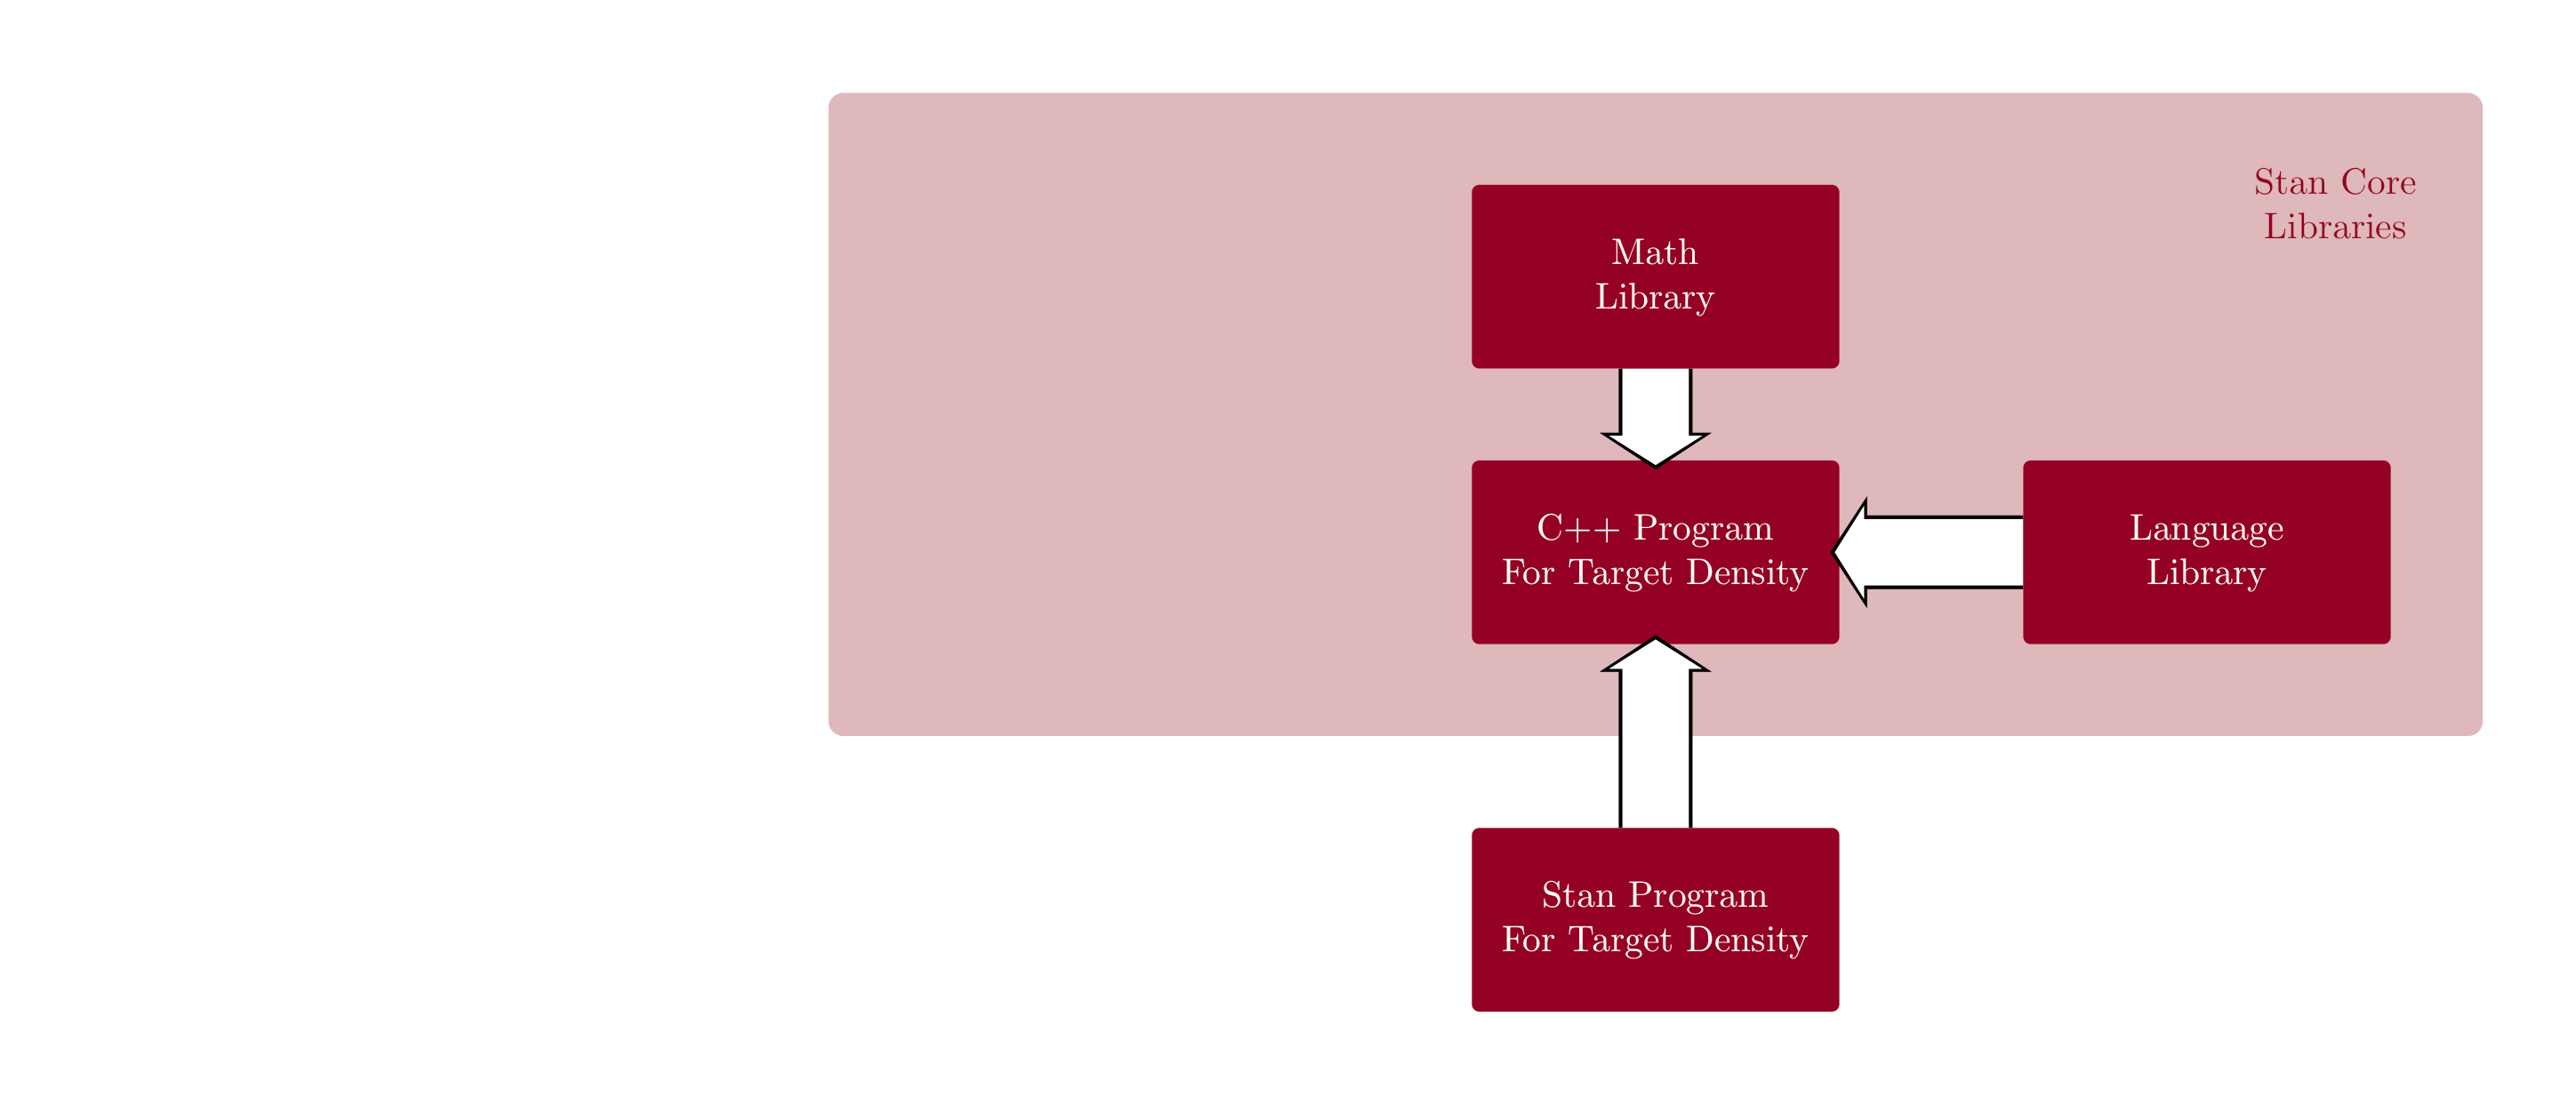 Stan Core
Libraries
Math
Library
C++ Program
For Target Density
Language
Library
Stan Program
For Target Density